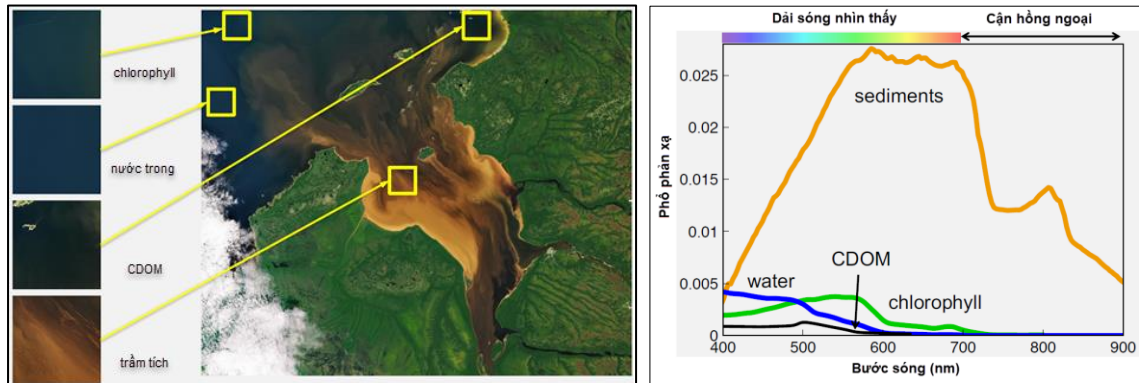 chlorophyll
nước trong
CDOM
trầm tích
Dải sóng nhìn thấy
Cận hồng ngoại
Phổ phản xạ
0.025
0.02
0.015
0.01
0.005
0
sediments
CDOM
water
chlorophyll
400
500
600
700
800
900
Bước sóng (nm)